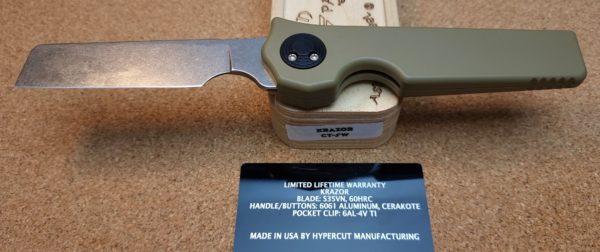 KRAZOR
CT-FW
LIMITED LIFETIME WARRANTY
KRAZOR
BLADE: S35VN, 60HRC
HANDLE/BUTTONS: 6061 ALUMINUM, CERAKOTE
POCKET CLIP: 6AL-4V TI
MADE IN USA BY HYPERCUT MANUFACTURING